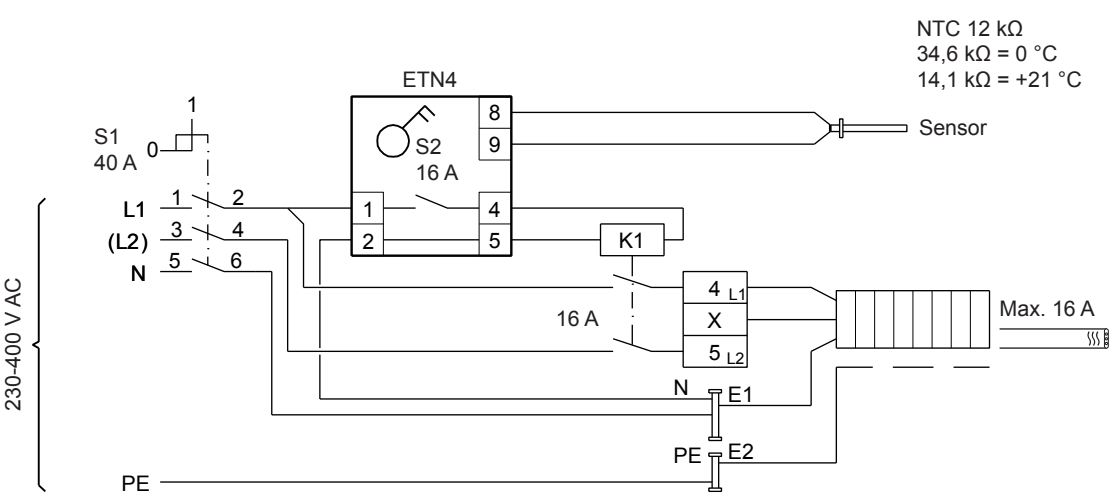 NTC 12 kΩ
34,6 kΩ = 0 °C
14,1 kΩ = +21 °C
ETN4
1
S1
40 A
0
8
9
Sensor
S2
16 A
L1
1
2
1
4
(L2)
3
4
2
5
K1
N
5
6
16 A
4 L1
X
5 L2
Max. 16 A
230-400 V AC
N
E1
PE
E2
PE